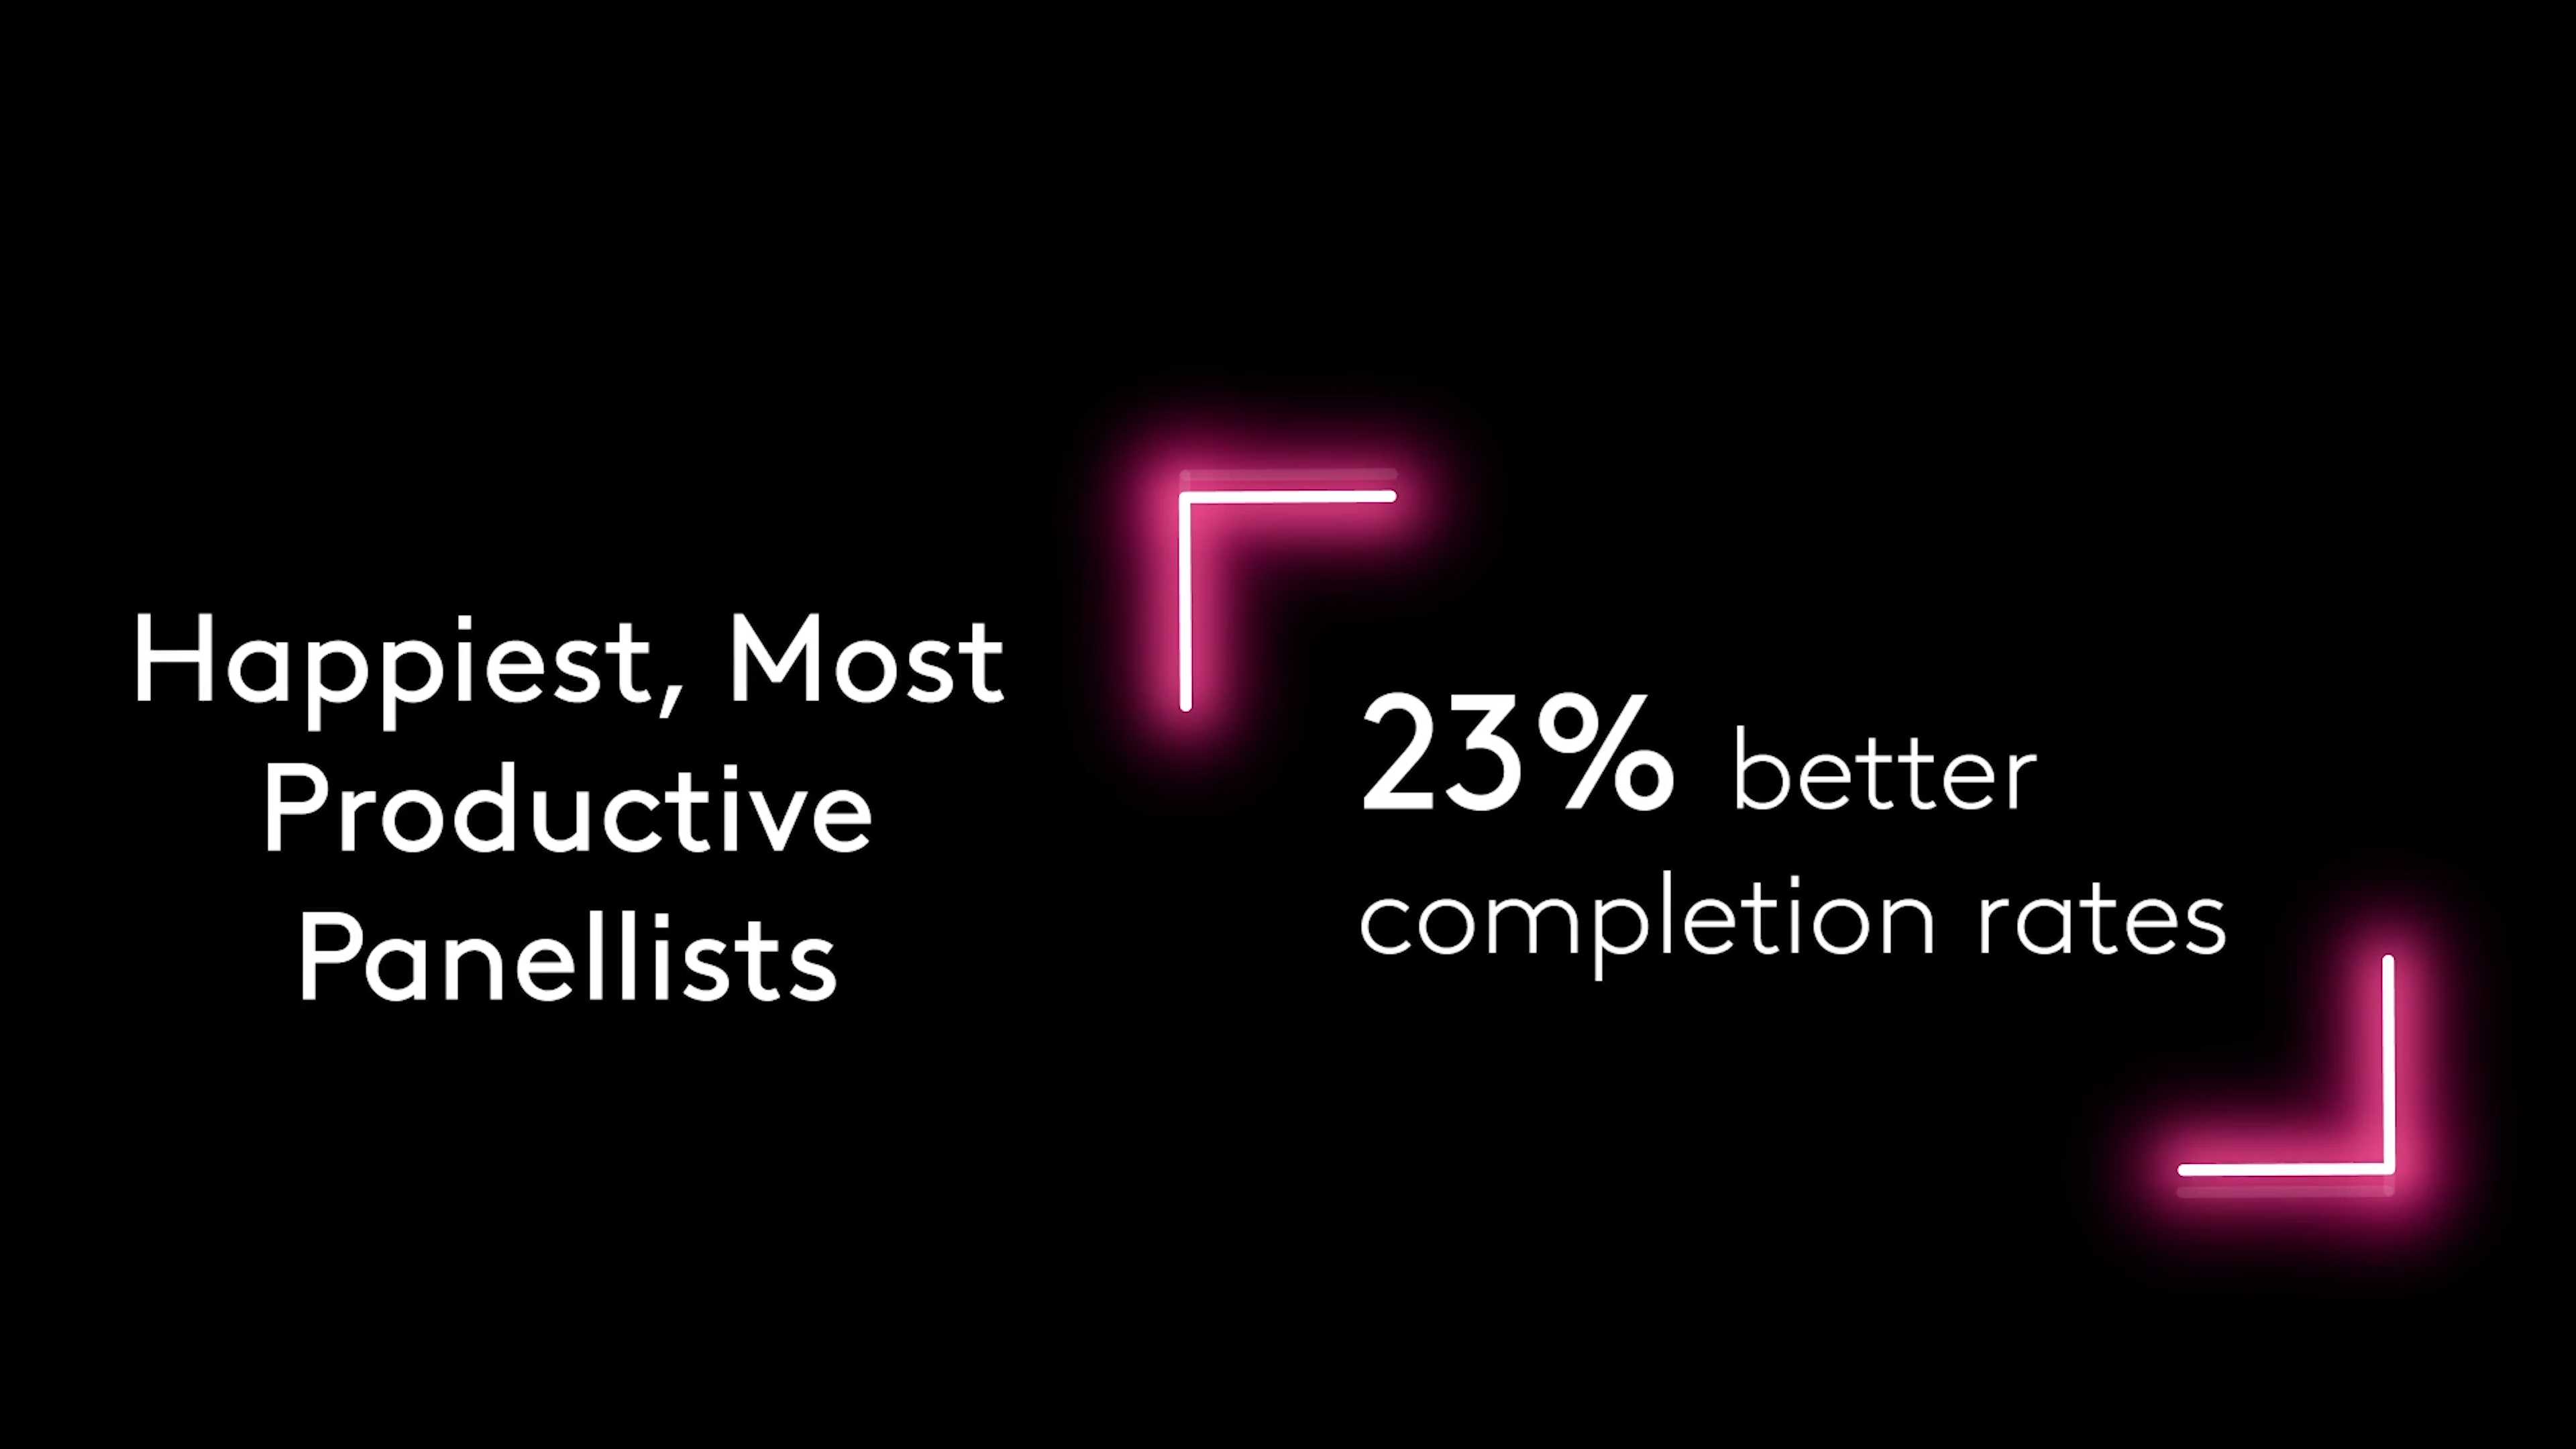 Happiest, Most
Productive
Panellists
23% better
completion rates